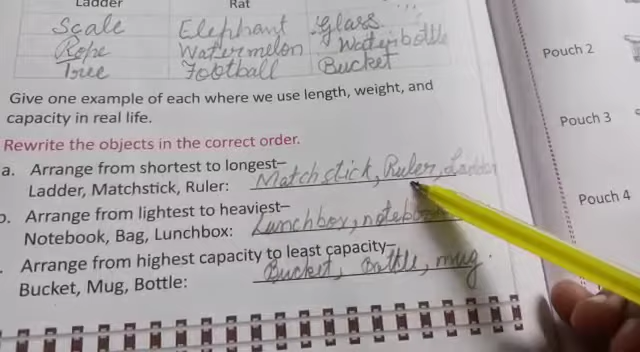 Ladder Rat
Scale Elephant Glass
Rope Watermelon Waterbottle
Tree Football Bucket
Give one example of each where we use length, weight, and
capacity in real life.
Rewrite the objects in the correct order.
a. Arrange from shortest to longest–
Ladder, Matchstick, Ruler: Matchstick, Ruler, Ladder
b. Arrange from lightest to heaviest–
Notebook, Bag, Lunchbox: Lunchbox, notebook
Arrange from highest capacity to least capacity–
Bucket, Mug, Bottle: Bucket, Bottle, mug.
Pouch 2
Pouch 3
Pouch 4